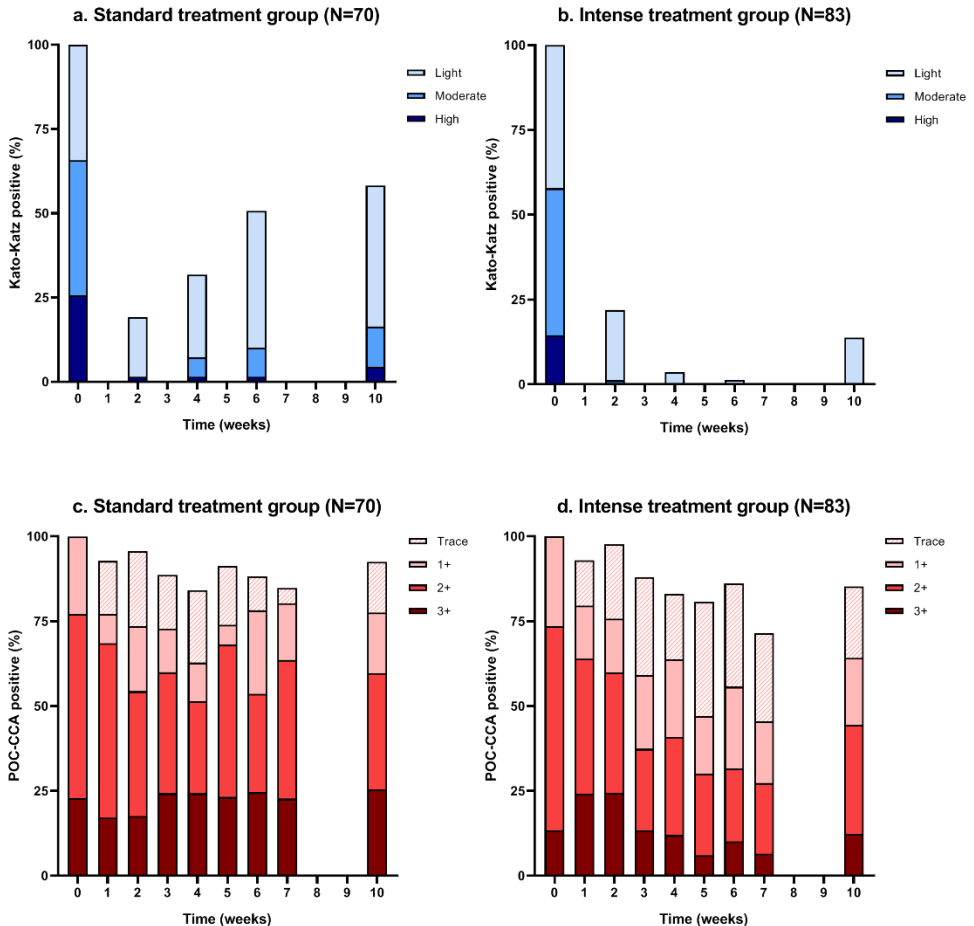 a. Standard treatment group (N=70)
Kato-Katz positive (%)
100
75
50
25
0
Light
Moderate
High
0 1 2 3 4 5 6 7 8 9 10
Time (weeks)
b. Intense treatment group (N=83)
Kato-Katz positive (%)
100
75
50
25
0
Light
Moderate
High
0 1 2 3 4 5 6 7 8 9 10
Time (weeks)
c. Standard treatment group (N=70)
POC-CCA positive (%)
100
75
50
25
0
Trace
1+
2+
3+
0 1 2 3 4 5 6 7 8 9 10
Time (weeks)
d. Intense treatment group (N=83)
POC-CCA positive (%)
100
75
50
25
0
Trace
1+
2+
3+
0 1 2 3 4 5 6 7 8 9 10
Time (weeks)